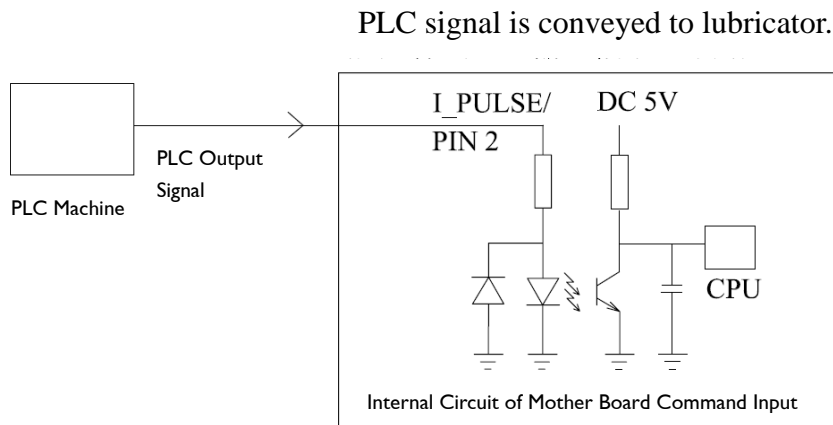 PLC signal is conveyed to lubricator.
I_PULSE/
PIN 2
DC 5V
PLC Output
Signal
PLC Machine
CPU
Internal Circuit of Mother Board Command Input